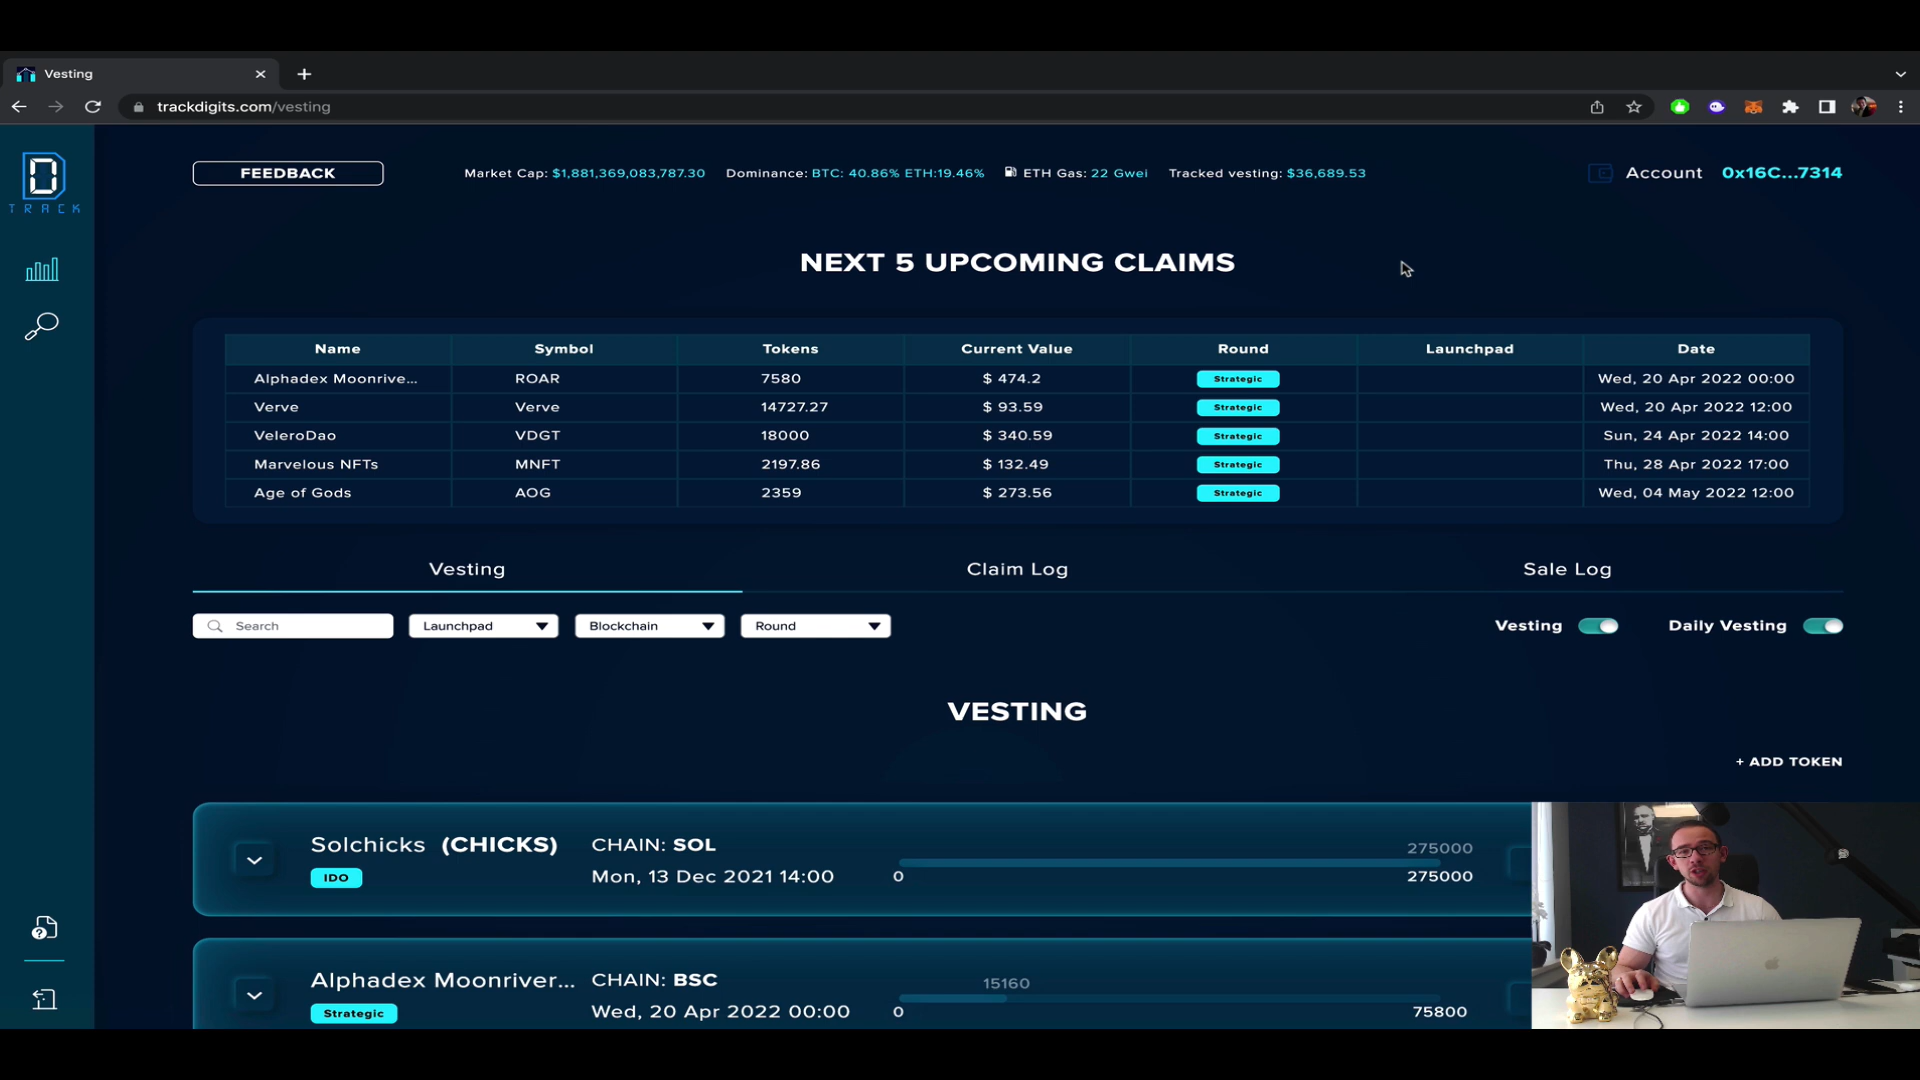 Vesting
trackdigits.com/vesting
D
TRACK
FEEDBACK
Market Cap: $1,881,369,083,787.30 Dominance: BTC: 40.86% ETH:19.46% ETH Gas: 22 Gwei Tracked vesting: $36,689.53
Account 0x16C...7314
NEXT 5 UPCOMING CLAIMS
Name Symbol Tokens Current Value Round Launchpad Date
Alphadex Moonrive... ROAR 7580 $ 474.2 Strategic Wed, 20 Apr 2022 00:00
Verve Verve 14727.27 $ 93.59 Strategic Wed, 20 Apr 2022 12:00
VeleroDao VDGT 18000 $ 340.59 Strategic Sun, 24 Apr 2022 14:00
Marvelous NFTs MNFT 2197.86 $ 132.49 Strategic Thu, 28 Apr 2022 17:00
Age of Gods AOG 2359 $ 273.56 Strategic Wed, 04 May 2022 12:00
Vesting Claim Log Sale Log
Search Launchpad Blockchain Round Vesting Daily Vesting
VESTING
+ ADD TOKEN
Solchicks (CHICKS) CHAIN: SOL 275000
IDO Mon, 13 Dec 2021 14:00 0 275000
Alphadex Moonriver... CHAIN: BSC 15160
Strategic Wed, 20 Apr 2022 00:00 0 75800